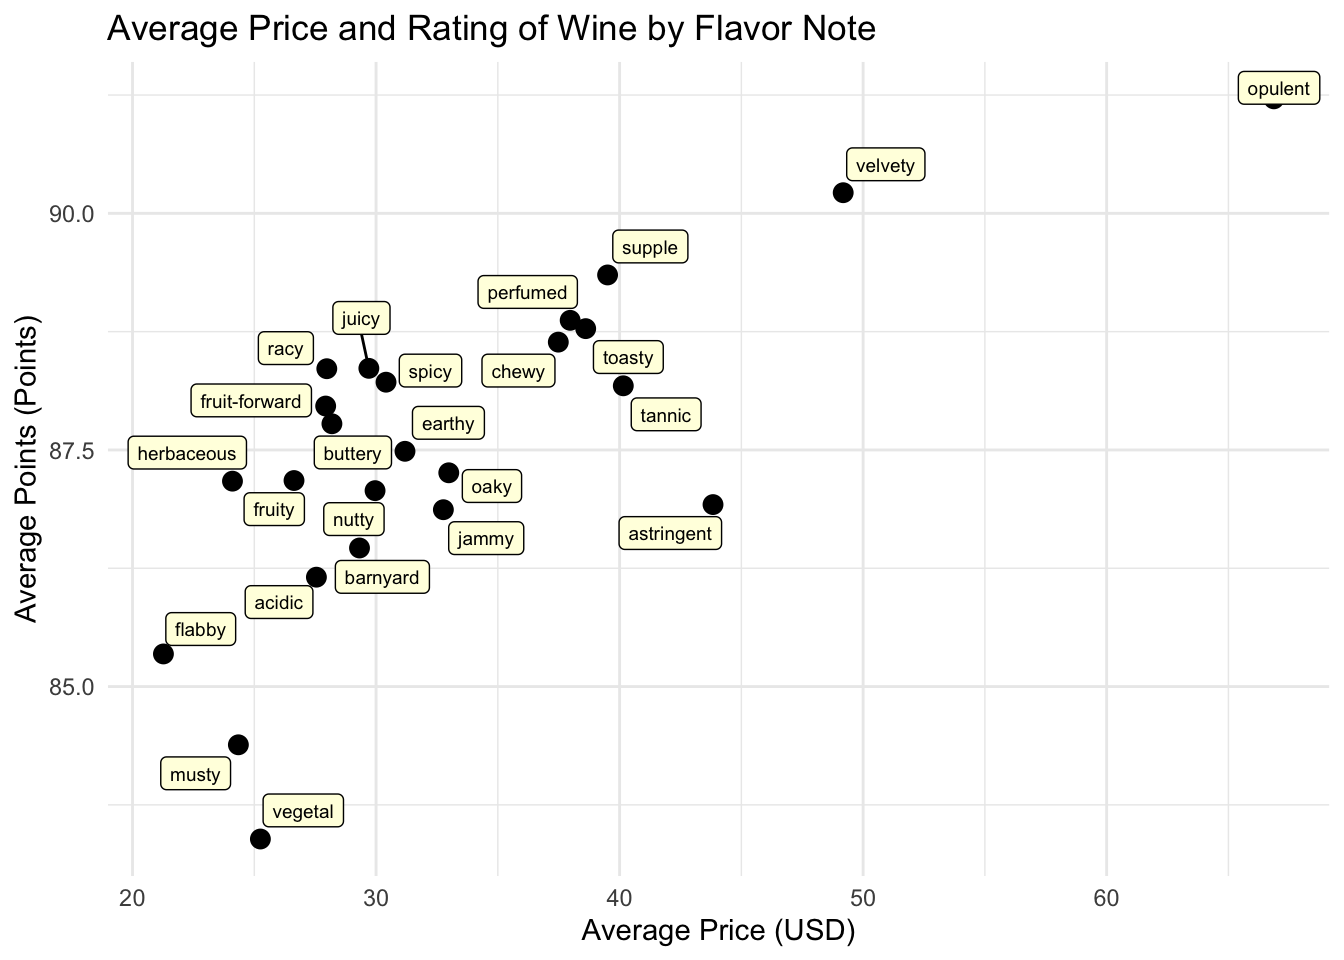 Average Price and Rating of Wine by Flavor Note
opulent
velvety
90.0
supple
perfumed
juicy
racy
toasty
chewy
spicy
fruit-forward
tannic
earthy
87.5
herbaceous
buttery
oaky
fruity
nutty
astringent
jammy
barnyard
acidic
flabby
85.0
musty
vegetal
Average Points (Points)
20 30 40 50 60
Average Price (USD)